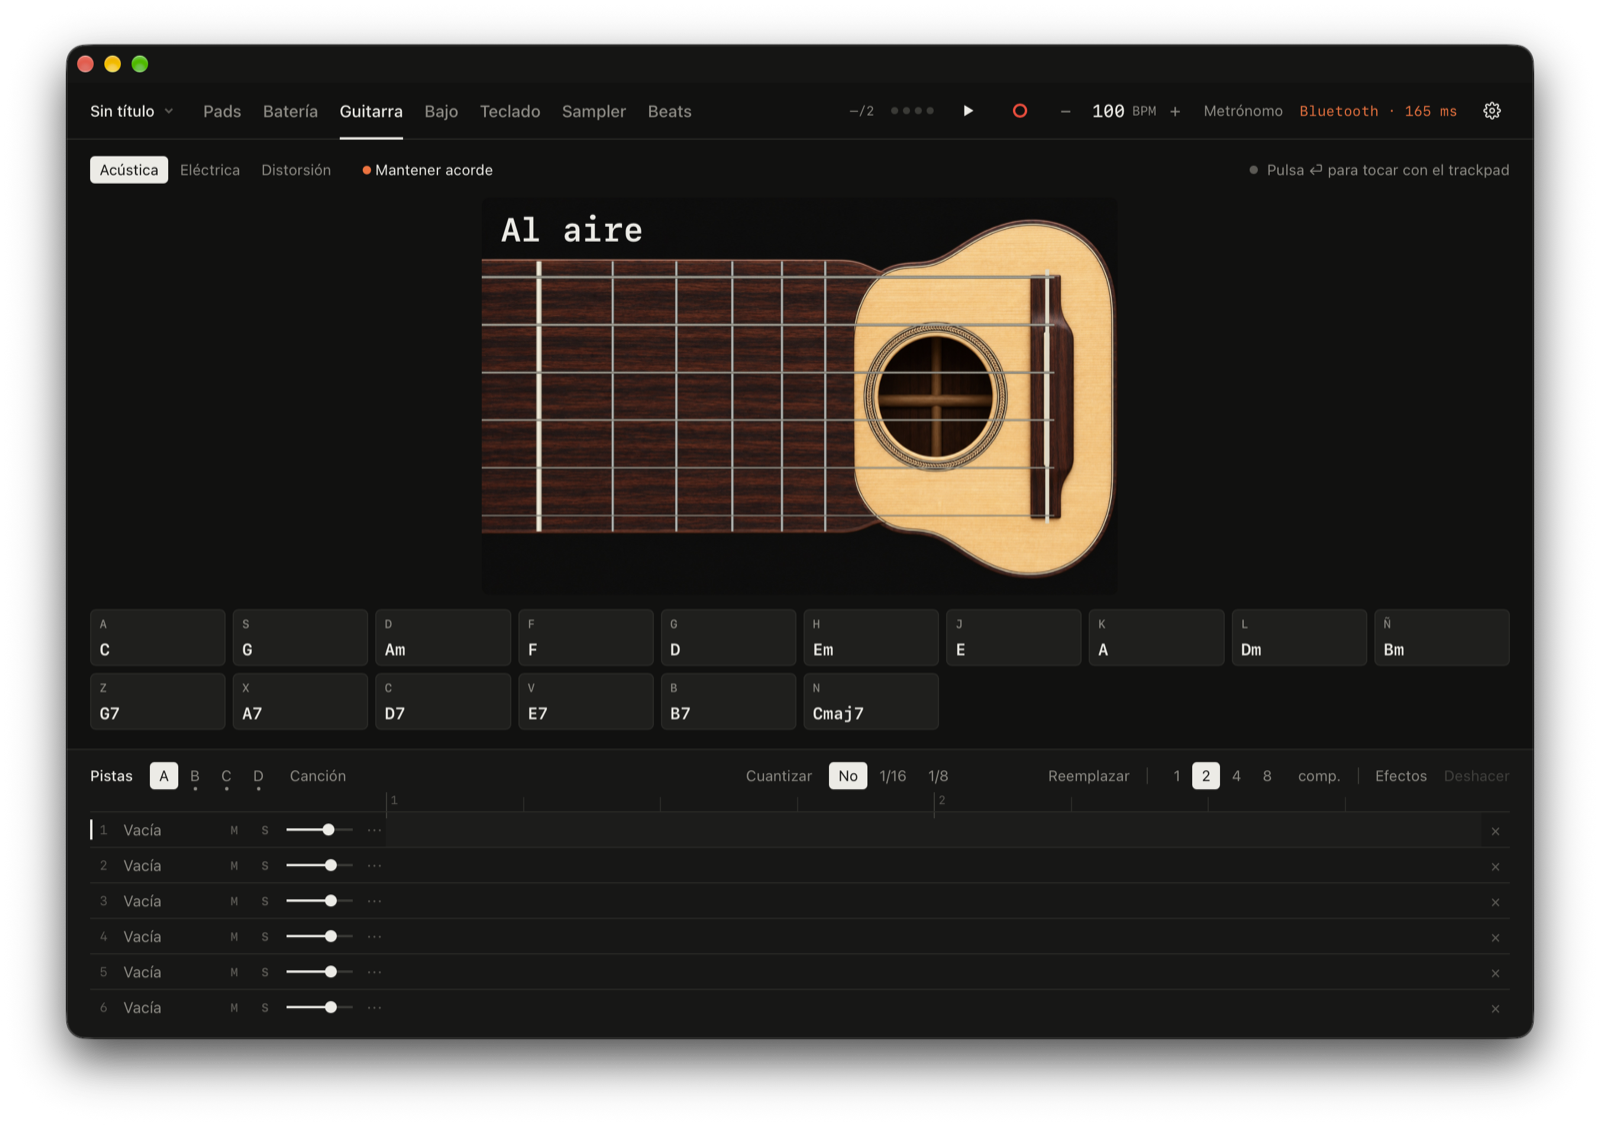 Sin título Pads Batería Guitarra Bajo Teclado Sampler Beats —/2 − 100 BPM + Metrónomo Bluetooth · 165 ms
Acústica Eléctrica Distorsión Mantener acorde Pulsa ⏎ para tocar con el trackpad
Al aire
A S D F G H J K L Ñ
C G Am F D Em E A Dm Bm
Z X C V B N
G7 A7 D7 E7 B7 Cmaj7
Pistas A B C D Canción Cuantizar No 1/16 1/8 Reemplazar 1 2 4 8 comp. Efectos Deshacer
1 2
1 Vacía M S ··· ×
2 Vacía M S ··· ×
3 Vacía M S ··· ×
4 Vacía M S ··· ×
5 Vacía M S ··· ×
6 Vacía M S ··· ×